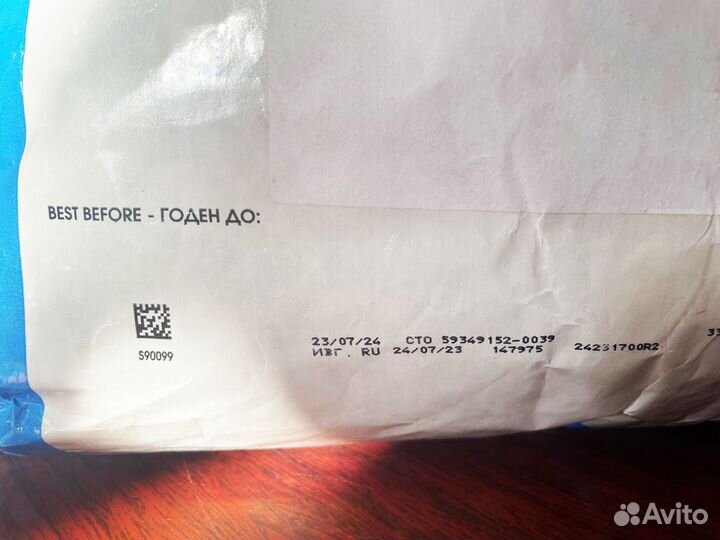 BEST BEFORE - ГОДЕН ДО:
S90099
23/07/24 СТО 59349152-0039
ИЗГ. RU 24/07/23 147975 24231700R2
33
Avito